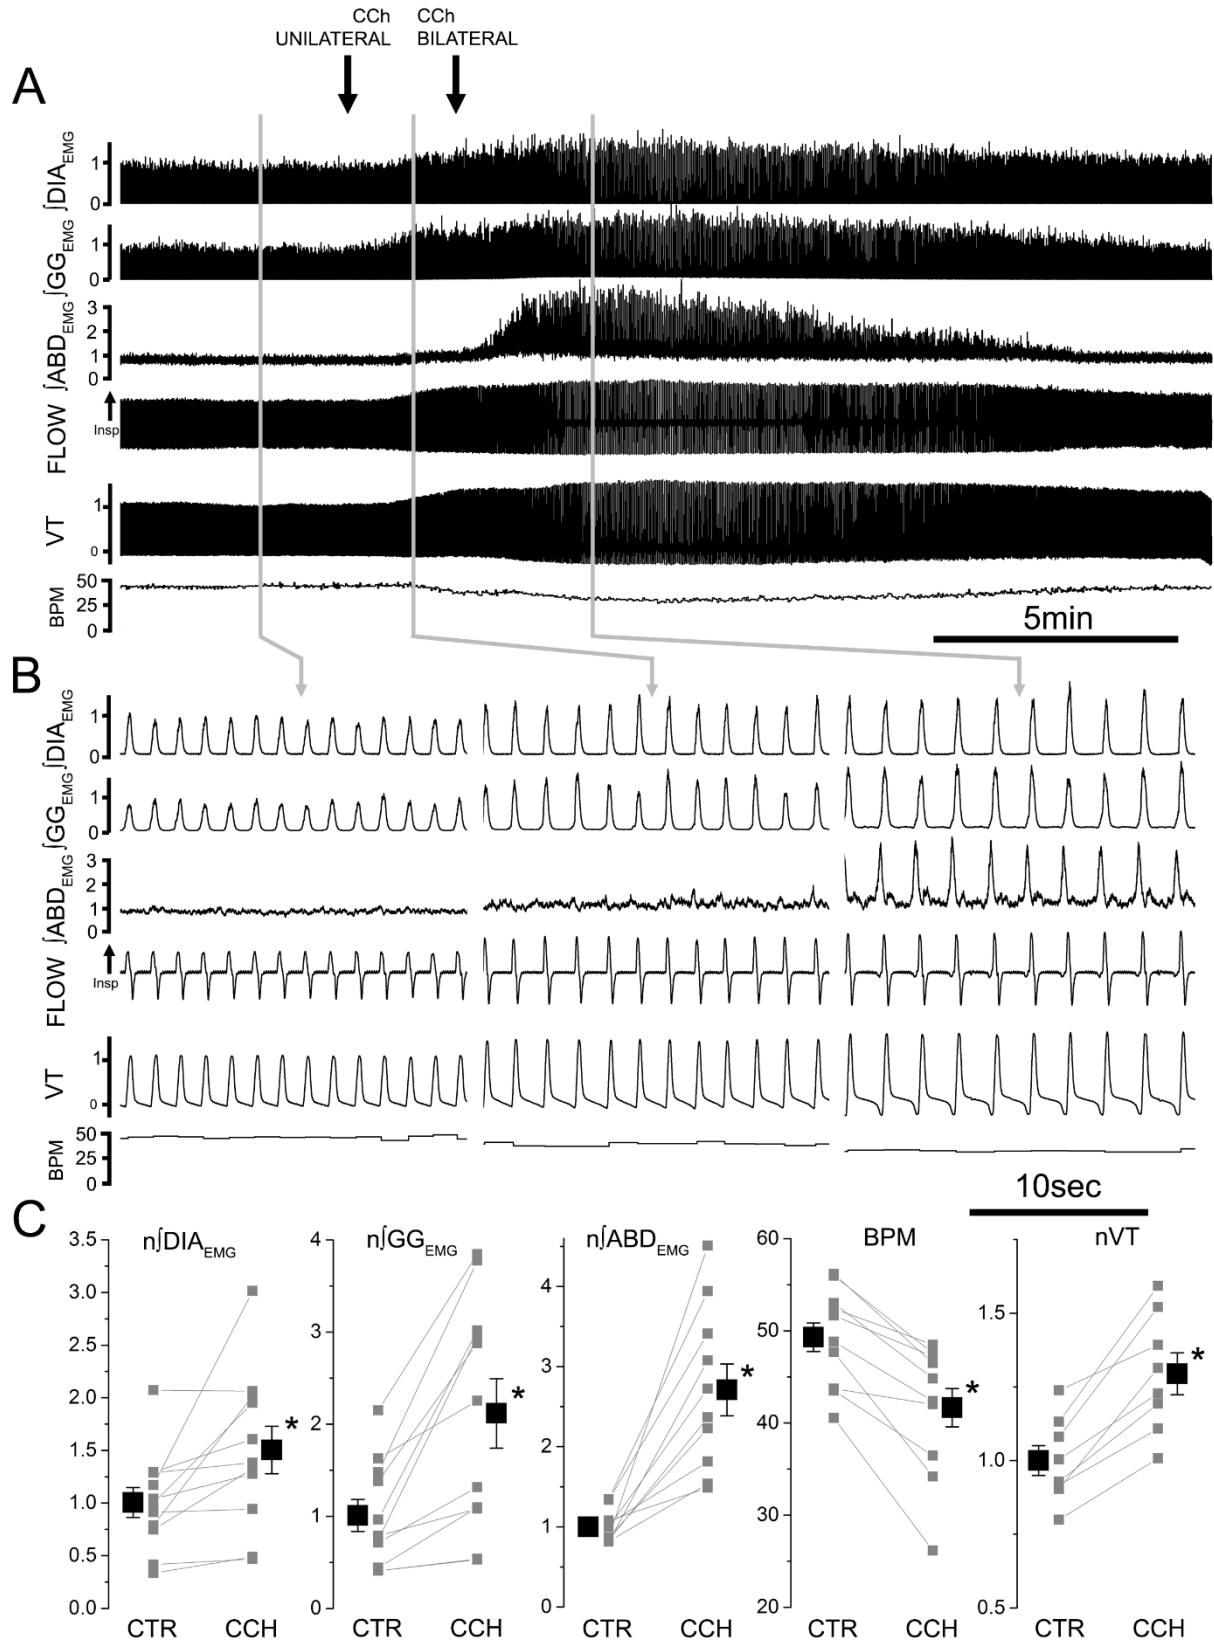 CCh CCh
UNILATERAL BILATERAL
A
∫DIA EMG
1
0
∫GG EMG
1
0
∫ABD EMG
3
2
1
0
FLOW
Insp
VT
1
0
BPM
50
25
0
5min
B
∫DIA EMG
1
0
∫GG EMG
1
0
∫ABD EMG
3
2
1
0
FLOW
Insp
VT
1
0
BPM
50
25
0
10sec
C
n∫DIA EMG
3.5
3.0
2.5
2.0
1.5
1.0
0.5
0.0
*
CTR CCH
n∫GG EMG
4
3
2
1
0
*
CTR CCH
n∫ABD EMG
4
3
2
1
0
*
CTR CCH
BPM
60
50
40
30
20
*
CTR CCH
nVT
1.5
1.0
0.5
*
CTR CCH